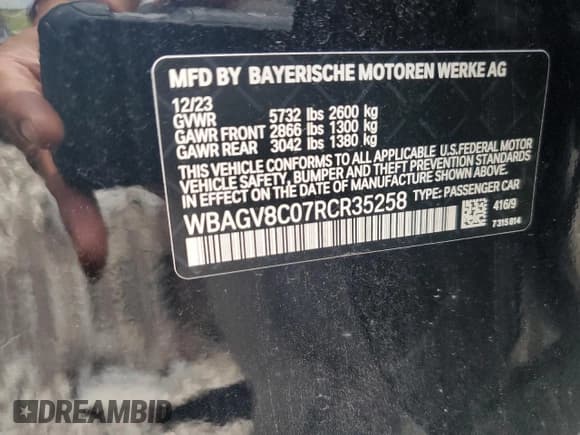 MFD BY BAYERISCHE MOTOREN WERKE AG
12/23
GVWR 5732 lbs 2600 kg
GAWR FRONT 2866 lbs 1300 kg
GAWR REAR 3042 lbs 1380 kg
THIS VEHICLE CONFORMS TO ALL APPLICABLE U.S.FEDERAL MOTOR
VEHICLE SAFETY, BUMPER, AND THEFT PREVENTION STANDARDS
IN EFFECT ON THE DATE OF MANUFACTURE SHOWN ABOVE.
WBAGV8C07RCR35258 TYPE: PASSENGER CAR
416/9
7315814
DREAMBID